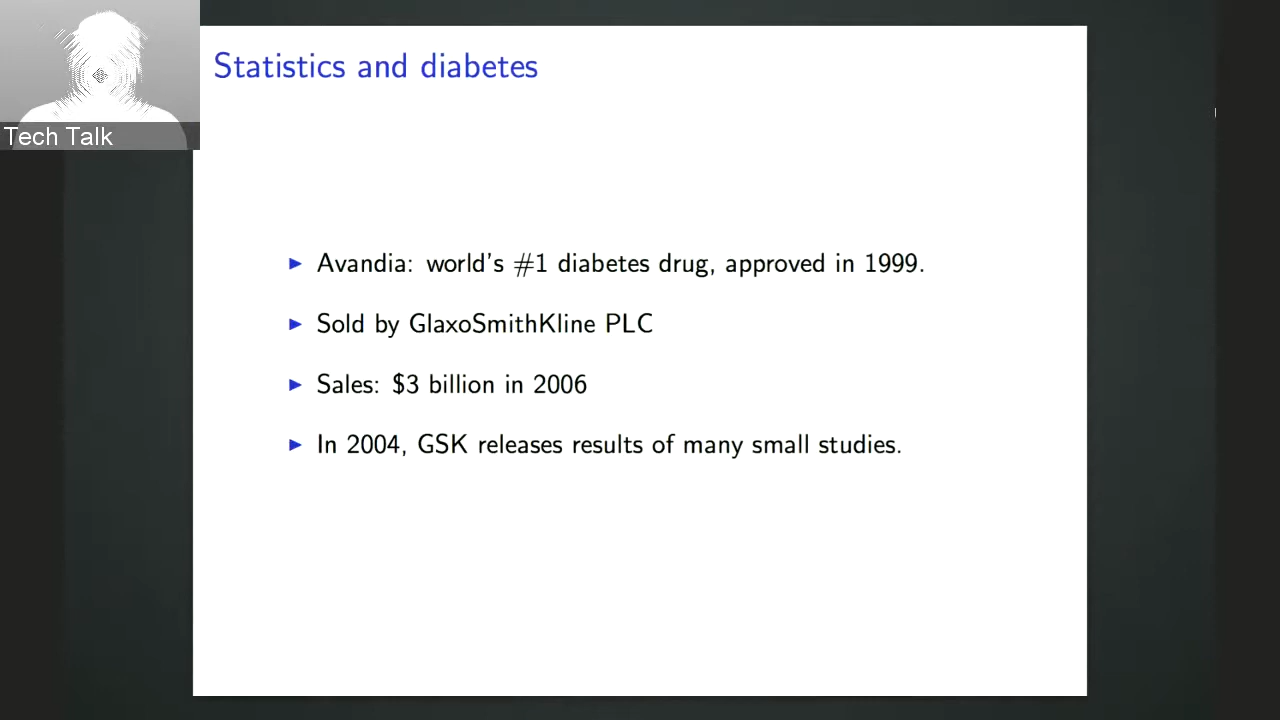 Statistics and diabetes
Tech Talk
Avandia: world's #1 diabetes drug, approved in 1999.
Sold by GlaxoSmithKline PLC
Sales: $3 billion in 2006
In 2004, GSK releases results of many small studies.